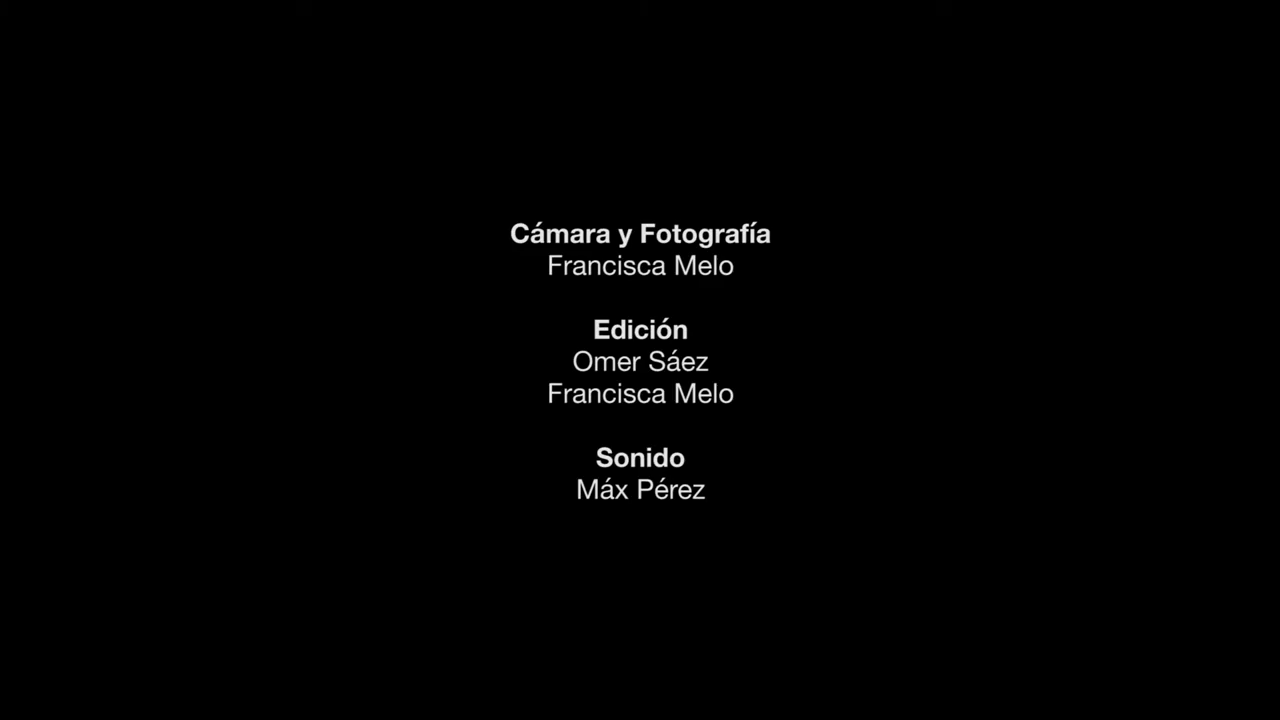 Cámara y Fotografía
Francisca Melo
Edición
Omer Sáez
Francisca Melo
Sonido
Máx Pérez